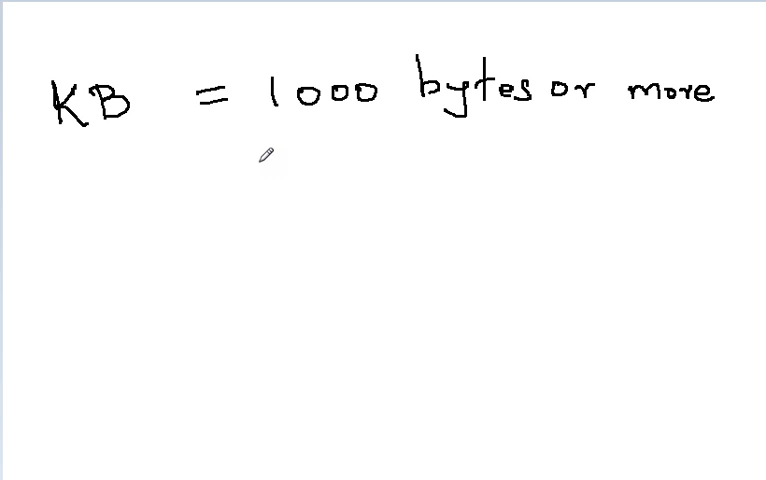 KB = 1000 bytes or more